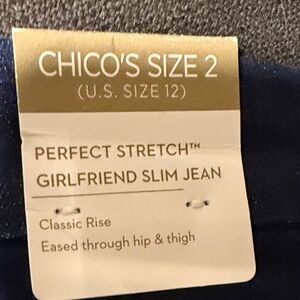 CHICO'S SIZE 2
(U.S. SIZE 12)
PERFECT STRETCH™
GIRLFRIEND SLIM JEAN
Classic Rise
Eased through hip & thigh